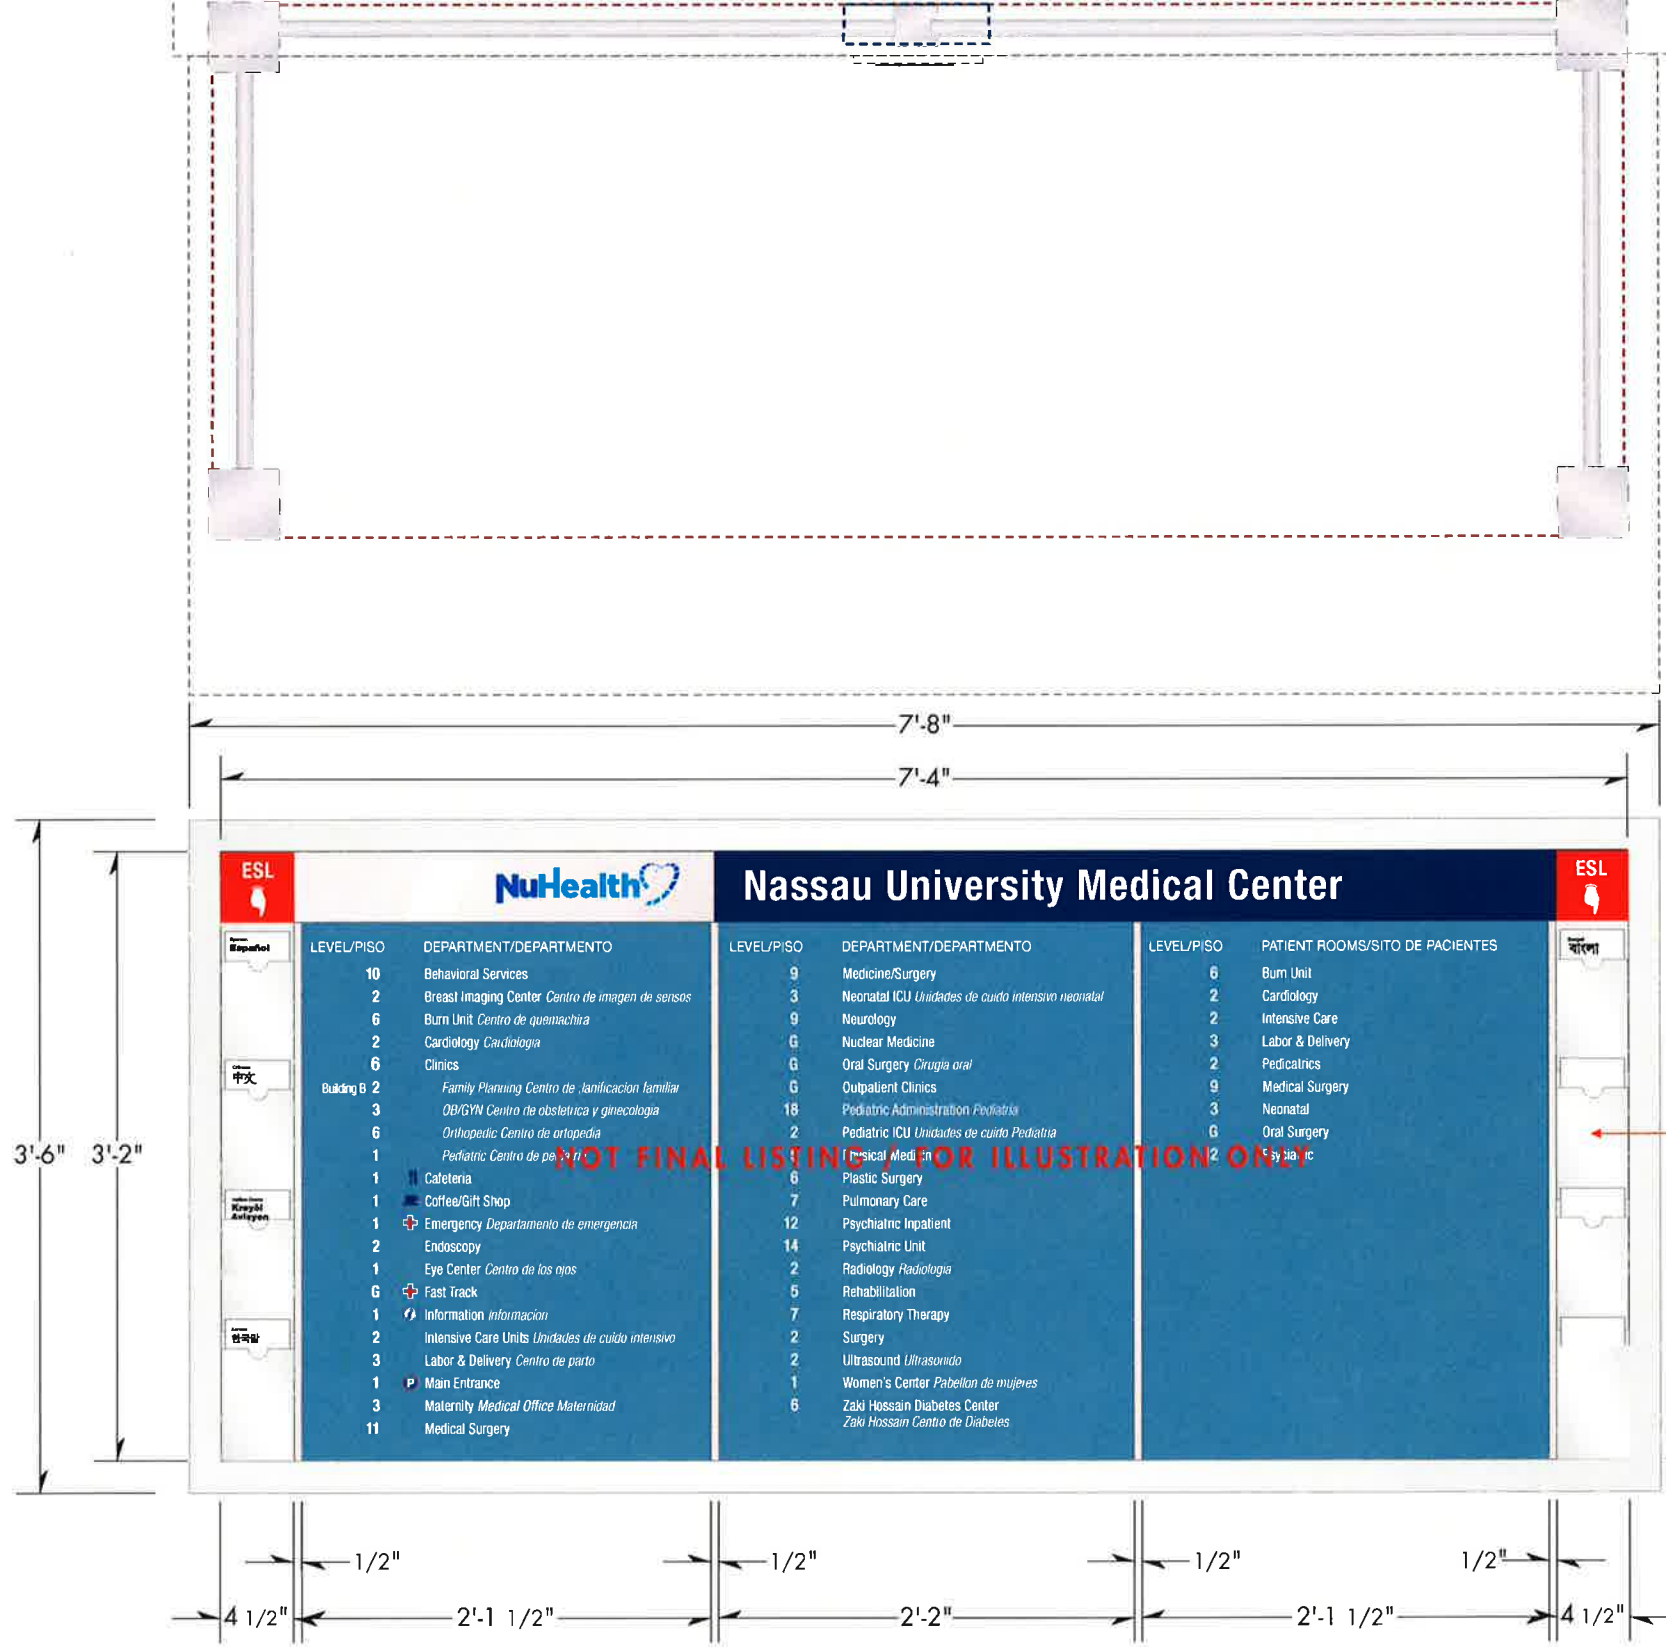 7'-8"
7'-4"
3'-6"
3'-2"
ESL
NuHealth
Nassau University Medical Center
ESL
Español
中文
Kreyòl
Ayisyen
한국말
বাংলা
LEVEL/PISO DEPARTMENT/DEPARTMENTO
10 Behavioral Services
2 Breast Imaging Center Centro de imagen de sensos
6 Burn Unit Centro de quemachira
2 Cardiology Cardiologia
6 Clinics
Building B 2 Family Planning Centro de ,lanificacion familiar
3 OB/GYN Centro de obstetrica y ginecologia
6 Orthopedic Centro de ortopedia
1 Pediatric Centro de
1 Cafeteria
1 Coffee/Gift Shop
1 Emergency Departamento de emergencia
2 Endoscopy
1 Eye Center Centro de los ojos
G Fast Track
1 Information Informacion
2 Intensive Care Units Unidades de cuido intensivo
3 Labor & Delivery Centro de parto
1 P Main Entrance
3 Maternity Medical Office Maternidad
11 Medical Surgery
LEVEL/PISO DEPARTMENT/DEPARTMENTO
9 Medicine/Surgery
3 Neonatal ICU Unidades de cuido intensivo neonatal
9 Neurology
G Nuclear Medicine
G Oral Surgery Cirugia oral
G Outpatient Clinics
18 Pediatric Administration Pediatria
2 Pediatric ICU Unidades de cuido Pediatria
Physical Medicine
6 Plastic Surgery
7 Pulmonary Care
12 Psychiatric Inpatient
14 Psychiatric Unit
2 Radiology Radiologia
5 Rehabilitation
7 Respiratory Therapy
2 Surgery
2 Ultrasound Ultrasonido
1 Women's Center Pabellon de mujeres
6 Zaki Hossain Diabetes Center
Zaki Hossain Centro de Diabetes
LEVEL/PISO PATIENT ROOMS/SITO DE PACIENTES
6 Burn Unit
2 Cardiology
2 Intensive Care
3 Labor & Delivery
2 Pedicatrics
9 Medical Surgery
3 Neonatal
G Oral Surgery
2
NOT FINAL LISTING / FOR ILLUSTRATION ONLY
1/2" 1/2" 1/2" 1/2"
4 1/2" 2'-1 1/2" 2'-2" 2'-1 1/2" 4 1/2"